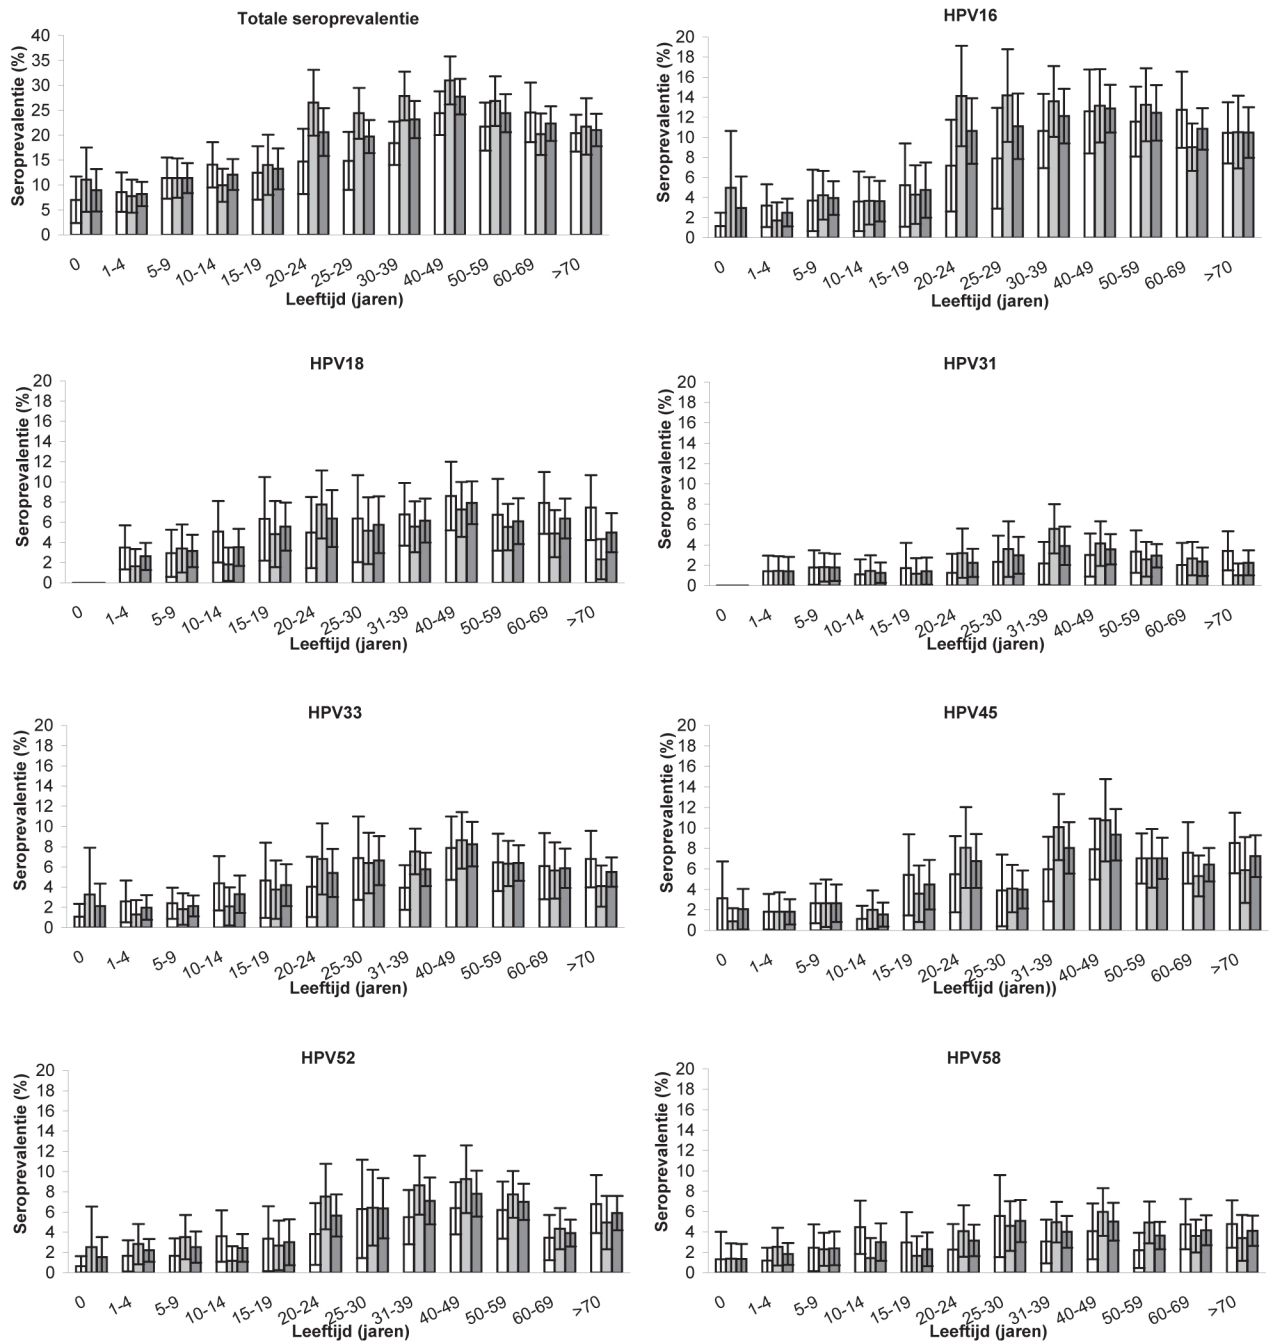 Totale seroprevalentie
Seroprevalentie (%)
40
35
30
25
20
15
10
5
0
0 1-4 5-9 10-14 15-19 20-24 25-29 30-39 40-49 50-59 60-69 >70
Leeftijd (jaren)
HPV16
Seroprevalentie (%)
20
18
16
14
12
10
8
6
4
2
0
0 1-4 5-9 10-14 15-19 20-24 25-29 30-39 40-49 50-59 60-69 >70
Leeftijd (jaren)
HPV18
Seroprevalentie (%)
20
18
16
14
12
10
8
6
4
2
0
0 1-4 5-9 10-14 15-19 20-24 25-30 31-39 40-49 50-59 60-69 >70
Leeftijd (jaren)
HPV31
Seroprevalentie (%)
20
18
16
14
12
10
8
6
4
2
0
0 1-4 5-9 10-14 15-19 20-24 25-30 31-39 40-49 50-59 60-69 >70
Leeftijd (jaren)
HPV33
Seroprevalentie (%)
20
18
16
14
12
10
8
6
4
2
0
0 1-4 5-9 10-14 15-19 20-24 25-30 31-39 40-49 50-59 60-69 >70
Leeftijd (jaren)
HPV45
Seroprevalentie (%)
20
18
16
14
12
10
8
6
4
2
0
0 1-4 5-9 10-14 15-19 20-24 25-30 31-39 40-49 50-59 60-69 >70
Leeftijd (jaren))
HPV52
Seroprevalentie (%)
20
18
16
14
12
10
8
6
4
2
0
0 1-4 5-9 10-14 15-19 20-24 25-30 31-39 40-49 50-59 60-69 >70
Leeftijd (jaren)
HPV58
Seroprevalentie (%)
20
18
16
14
12
10
8
6
4
2
0
0 1-4 5-9 10-14 15-19 20-24 25-30 31-39 40-49 50-59 60-69 >70
Leeftijd (jaren)